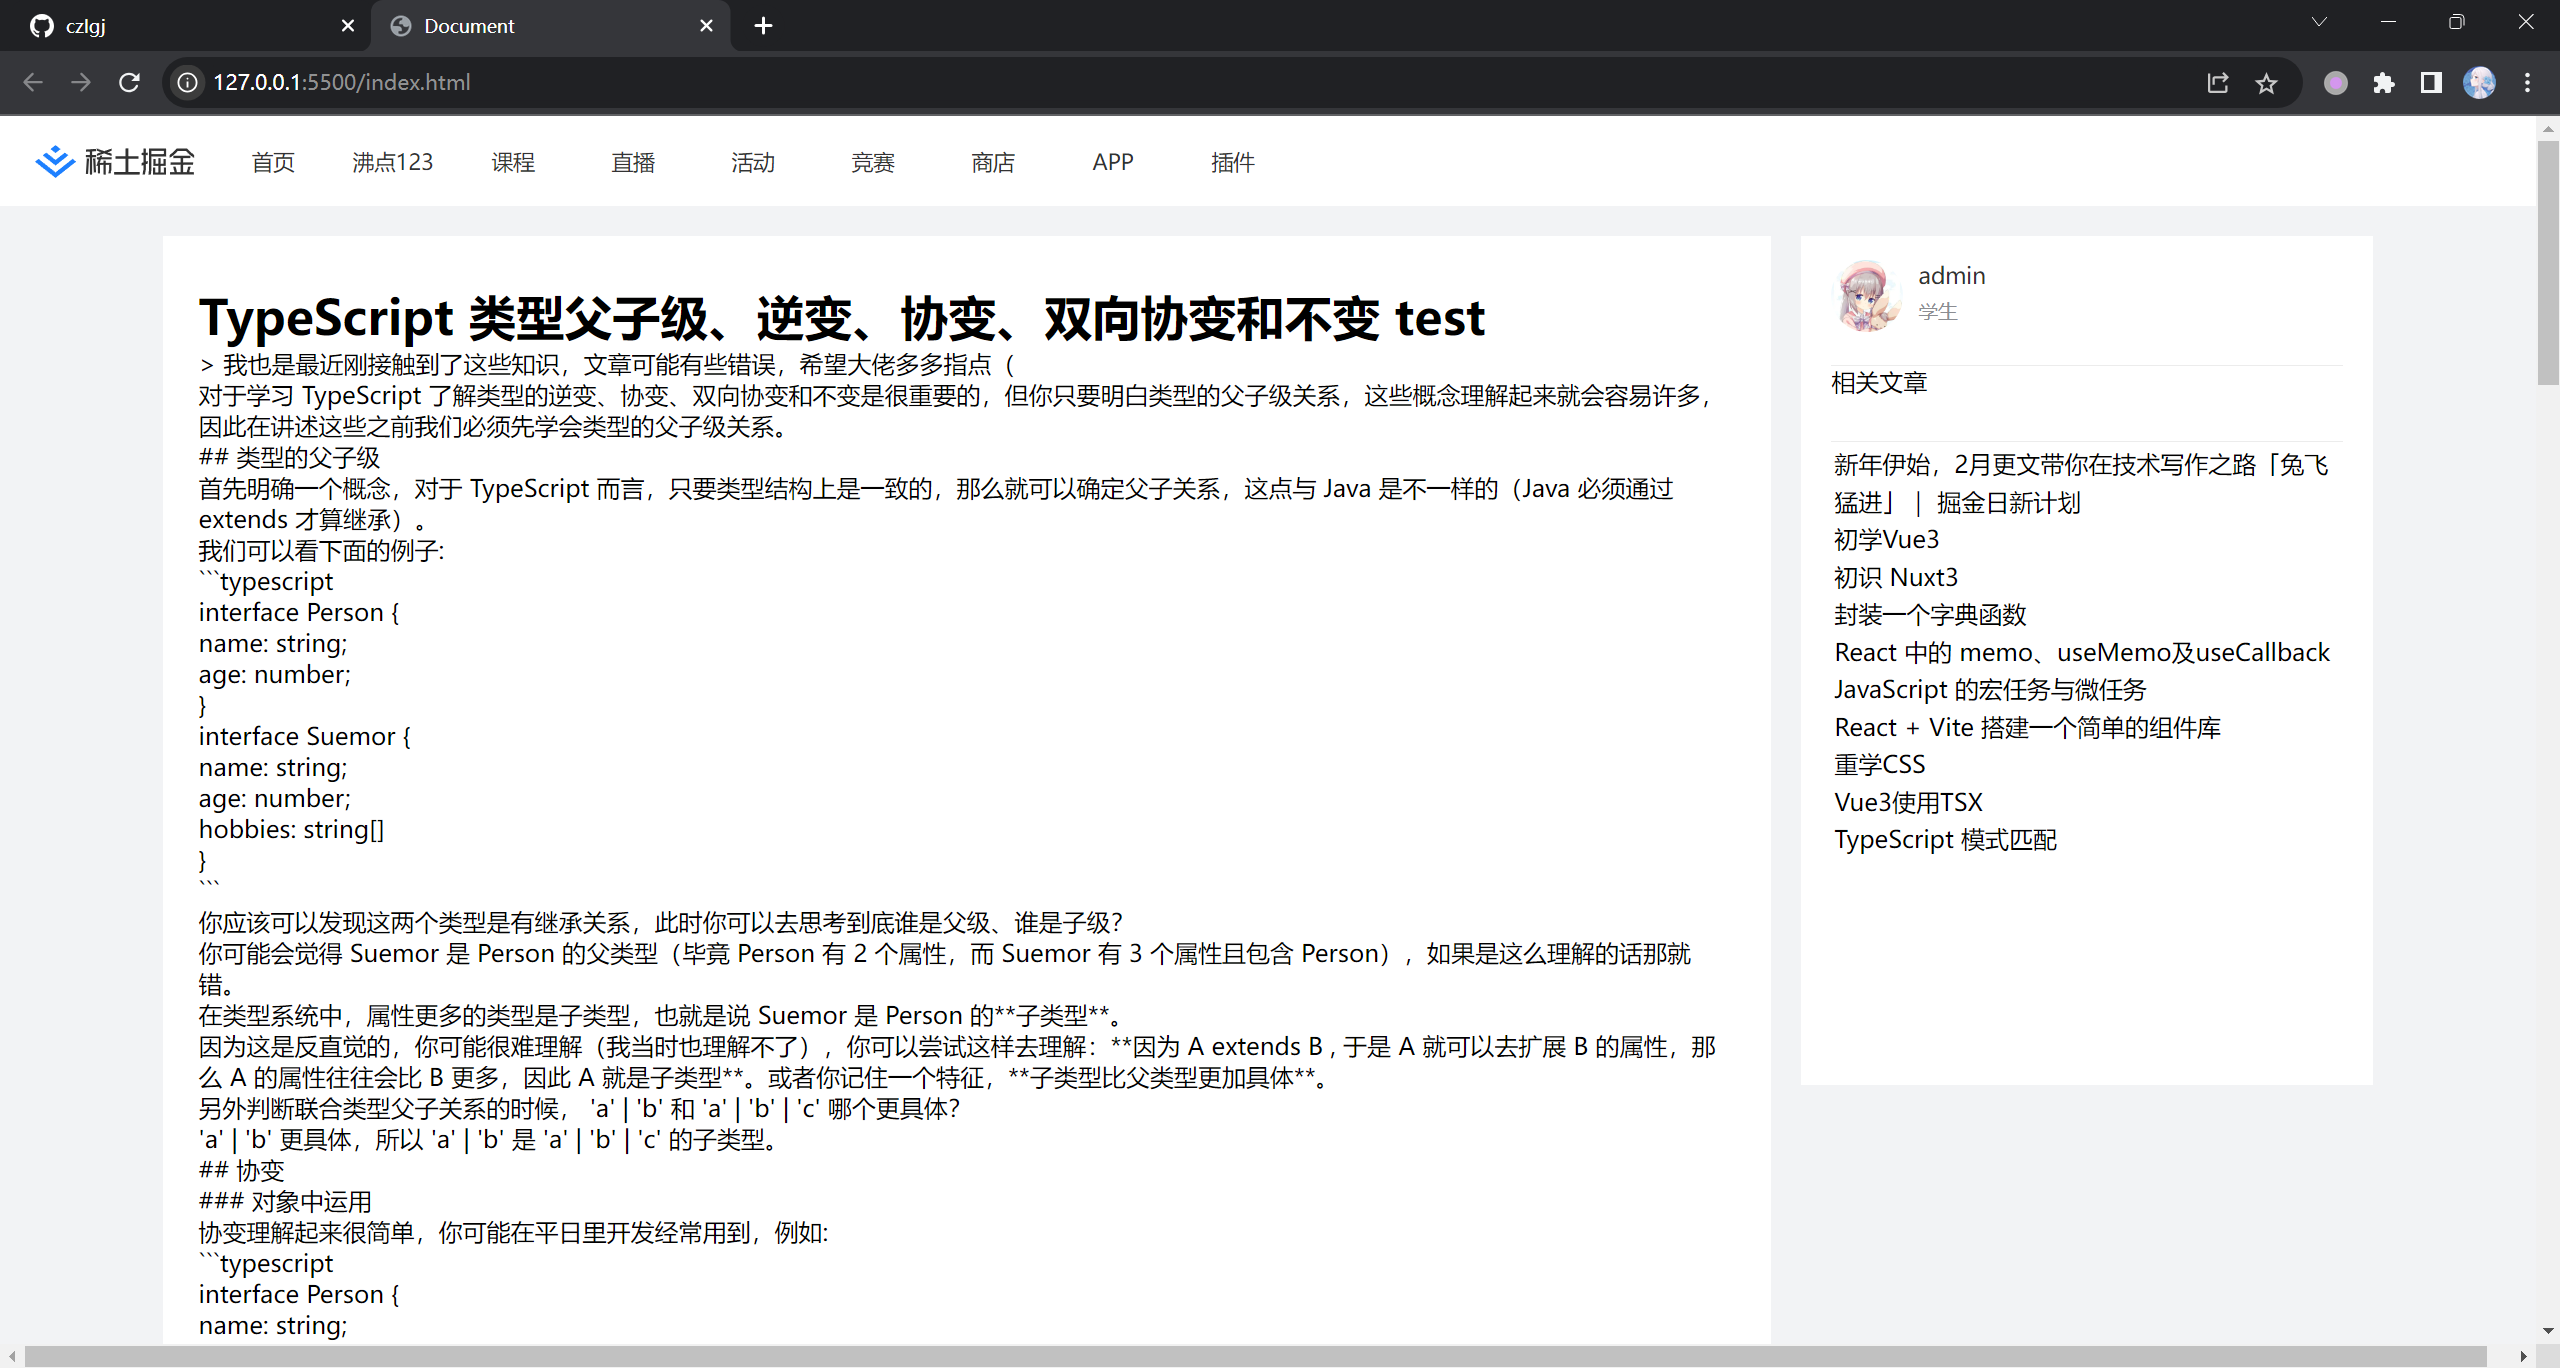 czlgj
Document
127.0.0.1:5500/index.html
稀土掘金 首页 沸点123 课程 直播 活动 竞赛 商店 APP 插件
TypeScript 类型父子级、逆变、协变、双向协变和不变 test
> 我也是最近刚接触到了这些知识，文章可能有些错误，希望大佬多多指点（
对于学习 TypeScript 了解类型的逆变、协变、双向协变和不变是很重要的，但你只要明白类型的父子级关系，这些概念理解起来就会容易许多，
因此在讲述这些之前我们必须先学会类型的父子级关系。
## 类型的父子级
首先明确一个概念，对于 TypeScript 而言，只要类型结构上是一致的，那么就可以确定父子关系，这点与 Java 是不一样的（Java 必须通过
extends 才算继承）。
我们可以看下面的例子:
```typescript
interface Person {
name: string;
age: number;
}
interface Suemor {
name: string;
age: number;
hobbies: string[]
}
```
你应该可以发现这两个类型是有继承关系，此时你可以去思考到底谁是父级、谁是子级？
你可能会觉得 Suemor 是 Person 的父类型（毕竟 Person 有 2 个属性，而 Suemor 有 3 个属性且包含 Person），如果是这么理解的话那就
错。
在类型系统中，属性更多的类型是子类型，也就是说 Suemor 是 Person 的**子类型**。
因为这是反直觉的，你可能很难理解（我当时也理解不了），你可以尝试这样去理解：**因为 A extends B , 于是 A 就可以去扩展 B 的属性，那
么 A 的属性往往会比 B 更多，因此 A 就是子类型**。或者你记住一个特征，**子类型比父类型更加具体**。
另外判断联合类型父子关系的时候， 'a' | 'b' 和 'a' | 'b' | 'c' 哪个更具体？
'a' | 'b' 更具体，所以 'a' | 'b' 是 'a' | 'b' | 'c' 的子类型。
## 协变
### 对象中运用
协变理解起来很简单，你可能在平日里开发经常用到，例如:
```typescript
interface Person {
name: string;
admin
学生
相关文章
新年伊始，2月更文带你在技术写作之路「兔飞
猛进」｜ 掘金日新计划
初学Vue3
初识 Nuxt3
封装一个字典函数
React 中的 memo、useMemo及useCallback
JavaScript 的宏任务与微任务
React + Vite 搭建一个简单的组件库
重学CSS
Vue3使用TSX
TypeScript 模式匹配